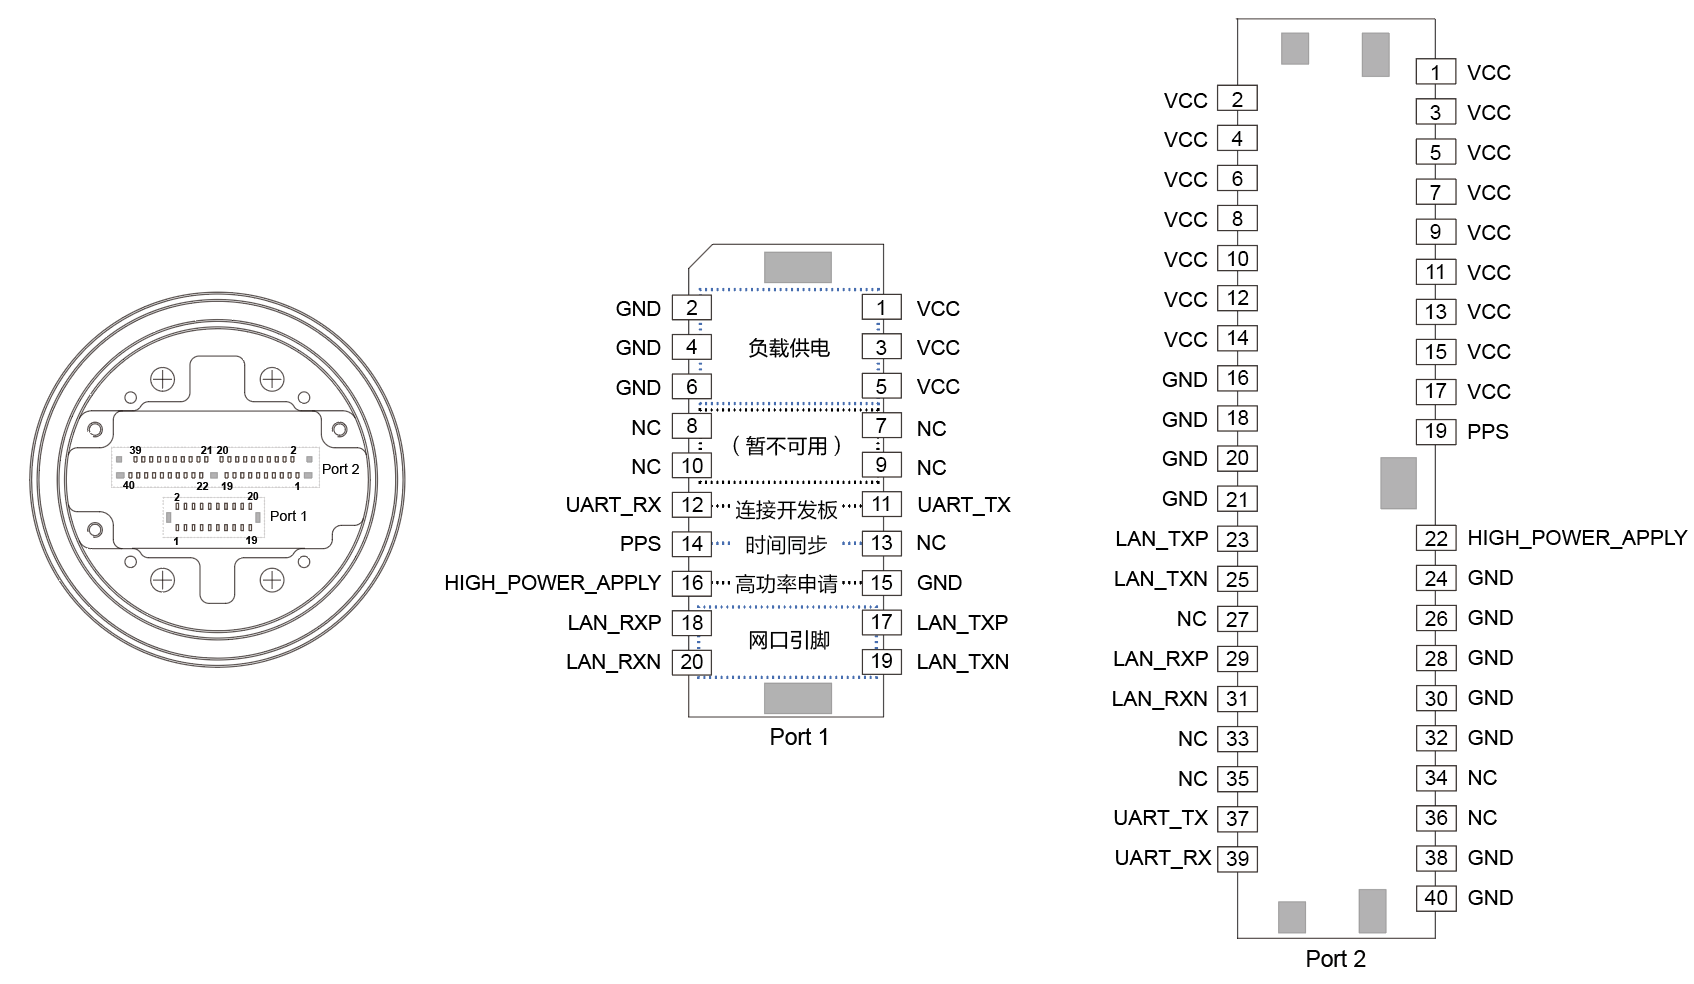 39 21 20 2
40 22 19 1
Port 2
2 20
Port 1
1 19
GND 2 1 VCC
GND 4 负载供电 3 VCC
GND 6 5 VCC
NC 8 7 NC
（暂不可用）
NC 10 9 NC
UART_RX 12 连接开发板 11 UART_TX
PPS 14 时间同步 13 NC
HIGH_POWER_APPLY 16 高功率申请 15 GND
LAN_RXP 18 17 LAN_TXP
网口引脚
LAN_RXN 20 19 LAN_TXN
Port 1
1 VCC
VCC 2
3 VCC
VCC 4
5 VCC
VCC 6
7 VCC
VCC 8
9 VCC
VCC 10
11 VCC
VCC 12
13 VCC
VCC 14
15 VCC
GND 16
17 VCC
GND 18
19 PPS
GND 20
GND 21
LAN_TXP 23 22 HIGH_POWER_APPLY
LAN_TXN 25 24 GND
NC 27 26 GND
LAN_RXP 29 28 GND
LAN_RXN 31 30 GND
NC 33 32 GND
NC 35 34 NC
UART_TX 37 36 NC
UART_RX 39 38 GND
40 GND
Port 2